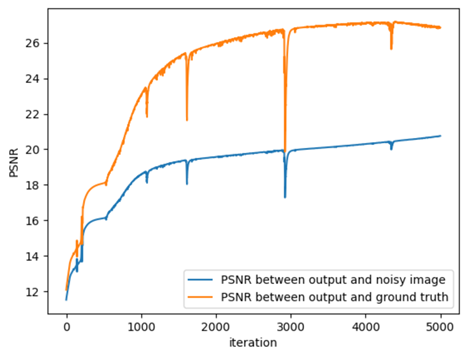 26
24
22
20
18
16
14
12
PSNR
PSNR between output and noisy image
PSNR between output and ground truth
0 1000 2000 3000 4000 5000
iteration